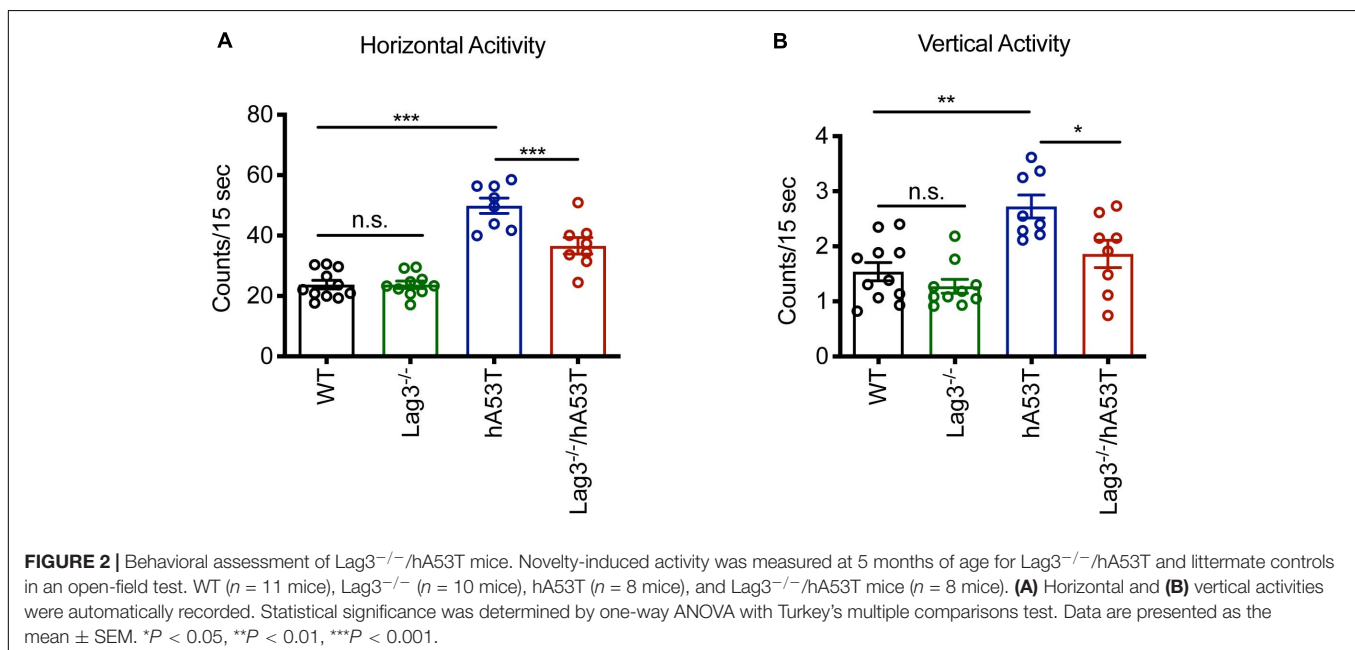 A
Horizontal Acitivity
Counts/15 sec
80
60
40
20
0
***
***
n.s.
WT
Lag3-/-
hA53T
Lag3-/-/hA53T
B
Vertical Activity
Counts/15 sec
4
3
2
1
0
**
*
n.s.
WT
Lag3-/-
hA53T
Lag3-/-/hA53T
FIGURE 2 | Behavioral assessment of Lag3−/−/hA53T mice. Novelty-induced activity was measured at 5 months of age for Lag3−/−/hA53T and littermate controls
in an open-field test. WT (n = 11 mice), Lag3−/− (n = 10 mice), hA53T (n = 8 mice), and Lag3−/−/hA53T mice (n = 8 mice). (A) Horizontal and (B) vertical activities
were automatically recorded. Statistical significance was determined by one-way ANOVA with Turkey's multiple comparisons test. Data are presented as the
mean ± SEM. *P < 0.05, **P < 0.01, ***P < 0.001.